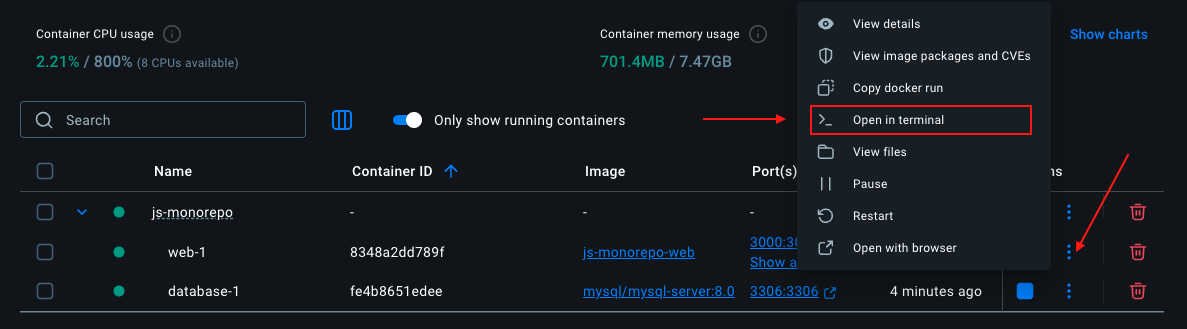 Container CPU usage
2.21% / 800% (8 CPUs available)
Container memory usage
701.4MB / 7.47GB
Show charts
Search
Only show running containers
View details
View image packages and CVEs
Copy docker run
Open in terminal
View files
Pause
Restart
Open with browser
Name Container ID Image Port(s) ns
js-monorepo - - -
web-1 8348a2dd789f js-monorepo-web 3000:30
Show a
database-1 fe4b8651edee mysql/mysql-server:8.0 3306:3306 4 minutes ago